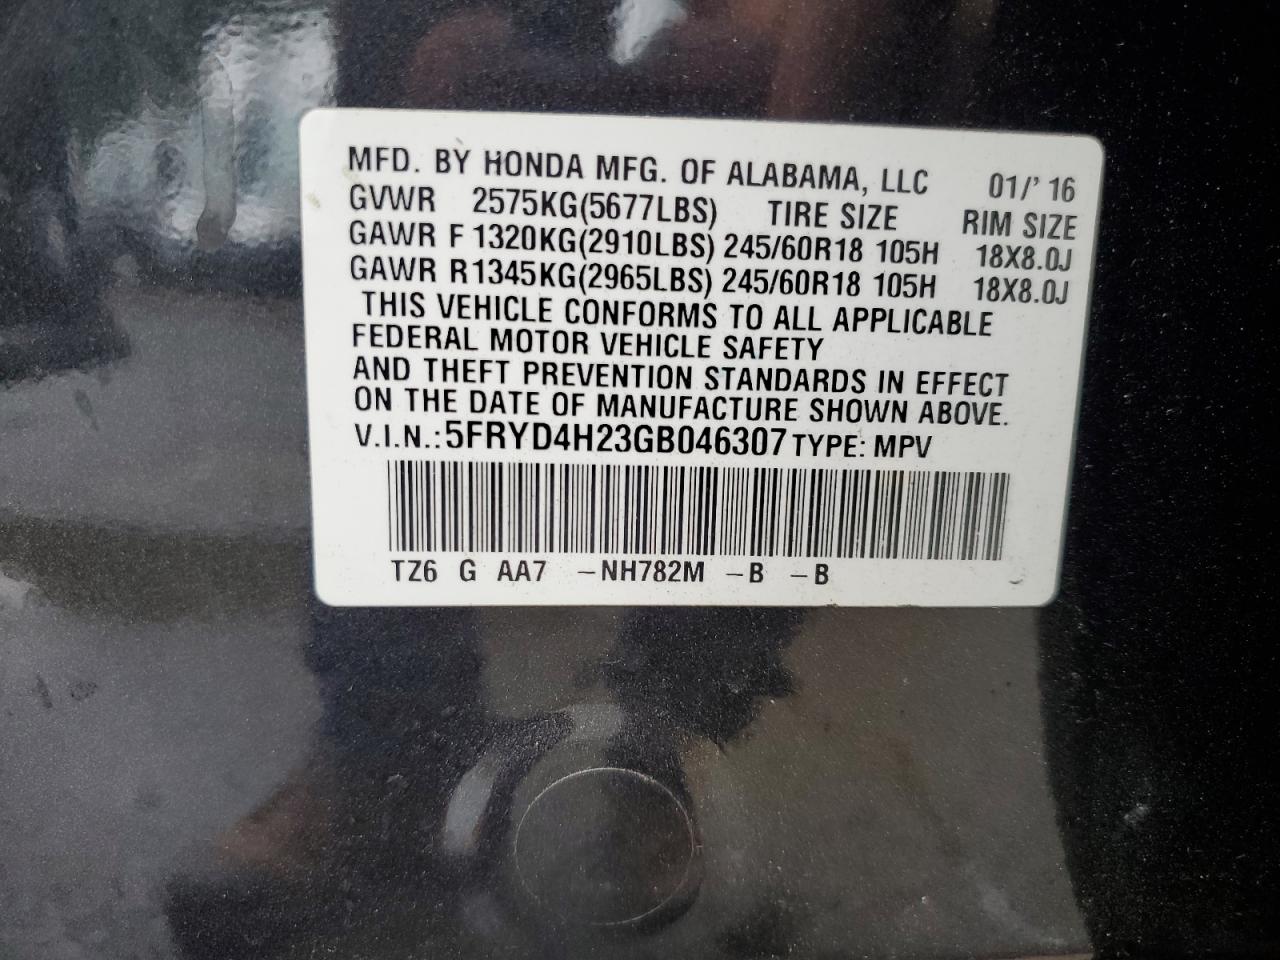 MFD. BY HONDA MFG. OF ALABAMA, LLC 01/' 16
GVWR 2575KG(5677LBS) TIRE SIZE RIM SIZE
GAWR F 1320KG(2910LBS) 245/60R18 105H 18X8.0J
GAWR R1345KG(2965LBS) 245/60R18 105H 18X8.0J
THIS VEHICLE CONFORMS TO ALL APPLICABLE
FEDERAL MOTOR VEHICLE SAFETY
AND THEFT PREVENTION STANDARDS IN EFFECT
ON THE DATE OF MANUFACTURE SHOWN ABOVE.
V.I.N.: 5FRYD4H23GB046307 TYPE: MPV
TZ6 G AA7 -NH782M -B -B